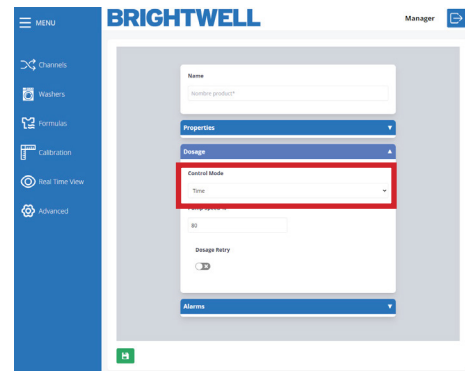 MENU
BRIGHTWELL
Manager
Channels
Washers
Formulas
Calibration
Real Time View
Advanced
Name
Nombre product*
Properties
Dosage
Control Mode
Time
80
Dosage Retry
Alarms